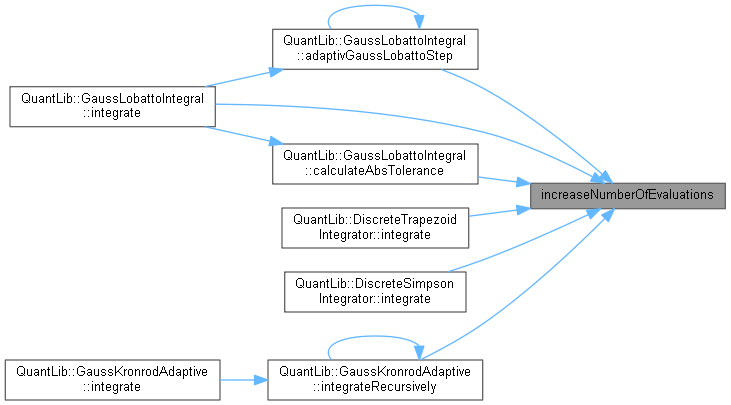 QuantLib::GaussLobattoIntegral
::adaptivGaussLobattoStep
QuantLib::GaussLobattoIntegral
::integrate
QuantLib::GaussLobattoIntegral
::calculateAbsTolerance
increaseNumberOfEvaluations
QuantLib::DiscreteTrapezoid
Integrator::integrate
QuantLib::DiscreteSimpson
Integrator::integrate
QuantLib::GaussKronrodAdaptive
::integrate
QuantLib::GaussKronrodAdaptive
::integrateRecursively